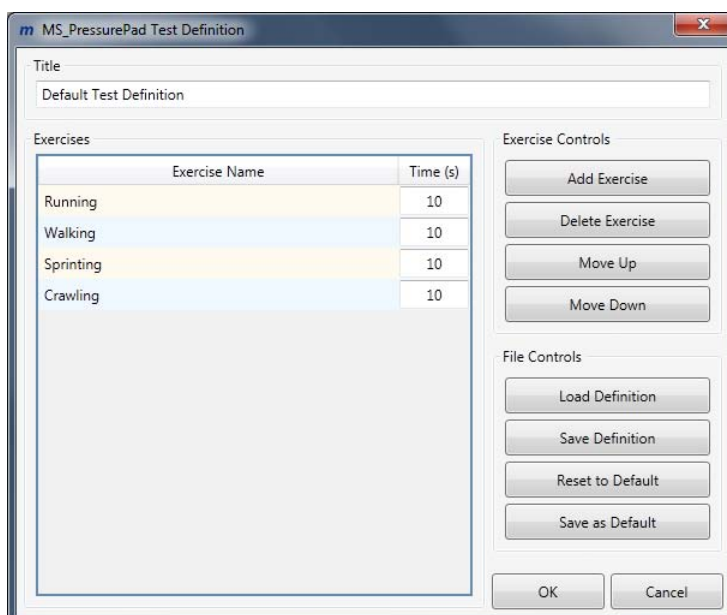 m MS_PressurePad Test Definition
Title
Default Test Definition
Exercises
Exercise Name Time (s)
Running 10
Walking 10
Sprinting 10
Crawling 10
Exercise Controls
Add Exercise
Delete Exercise
Move Up
Move Down
File Controls
Load Definition
Save Definition
Reset to Default
Save as Default
OK Cancel